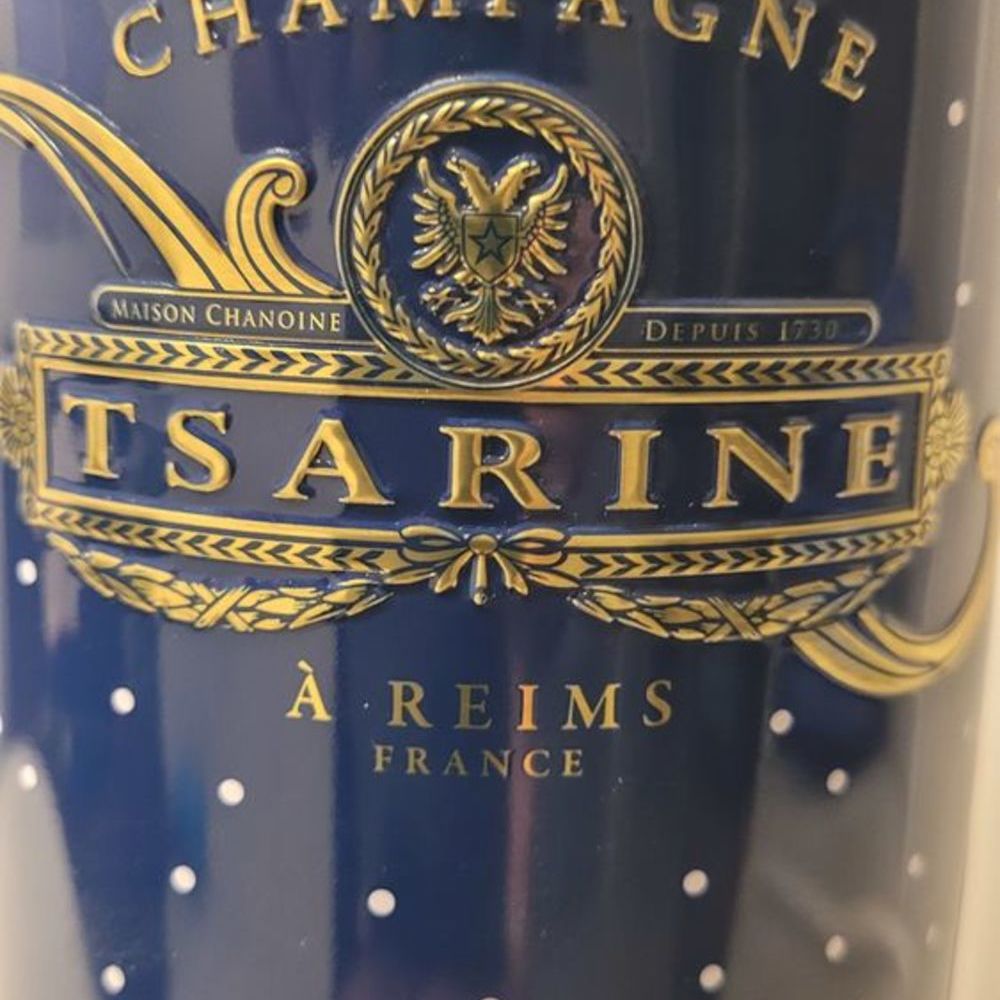 CHAMPAGNE
MAISON CHANOINE
DEPUIS 1730
TSARINE
À REIMS
FRANCE